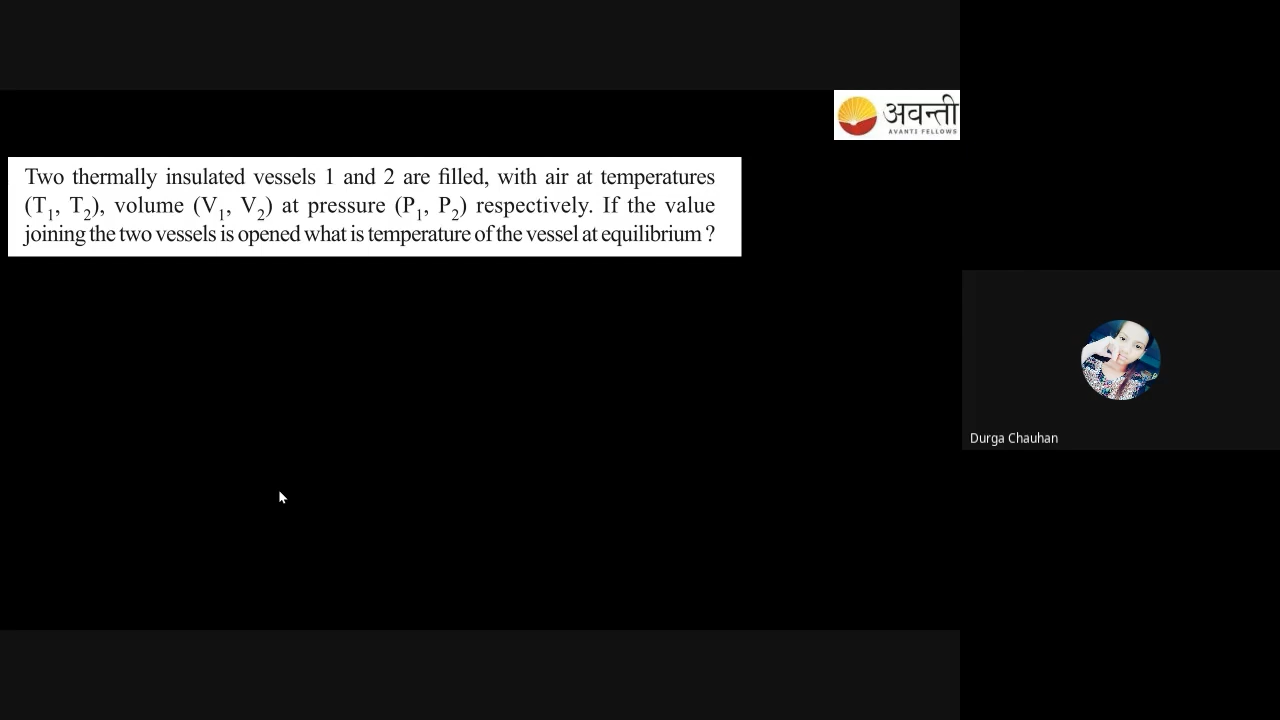 अवन्ती
AVANTI FELLOWS
Two thermally insulated vessels 1 and 2 are filled, with air at temperatures
(T1, T2), volume (V1, V2) at pressure (P1, P2) respectively. If the value
joining the two vessels is opened what is temperature of the vessel at equilibrium ?
Durga Chauhan